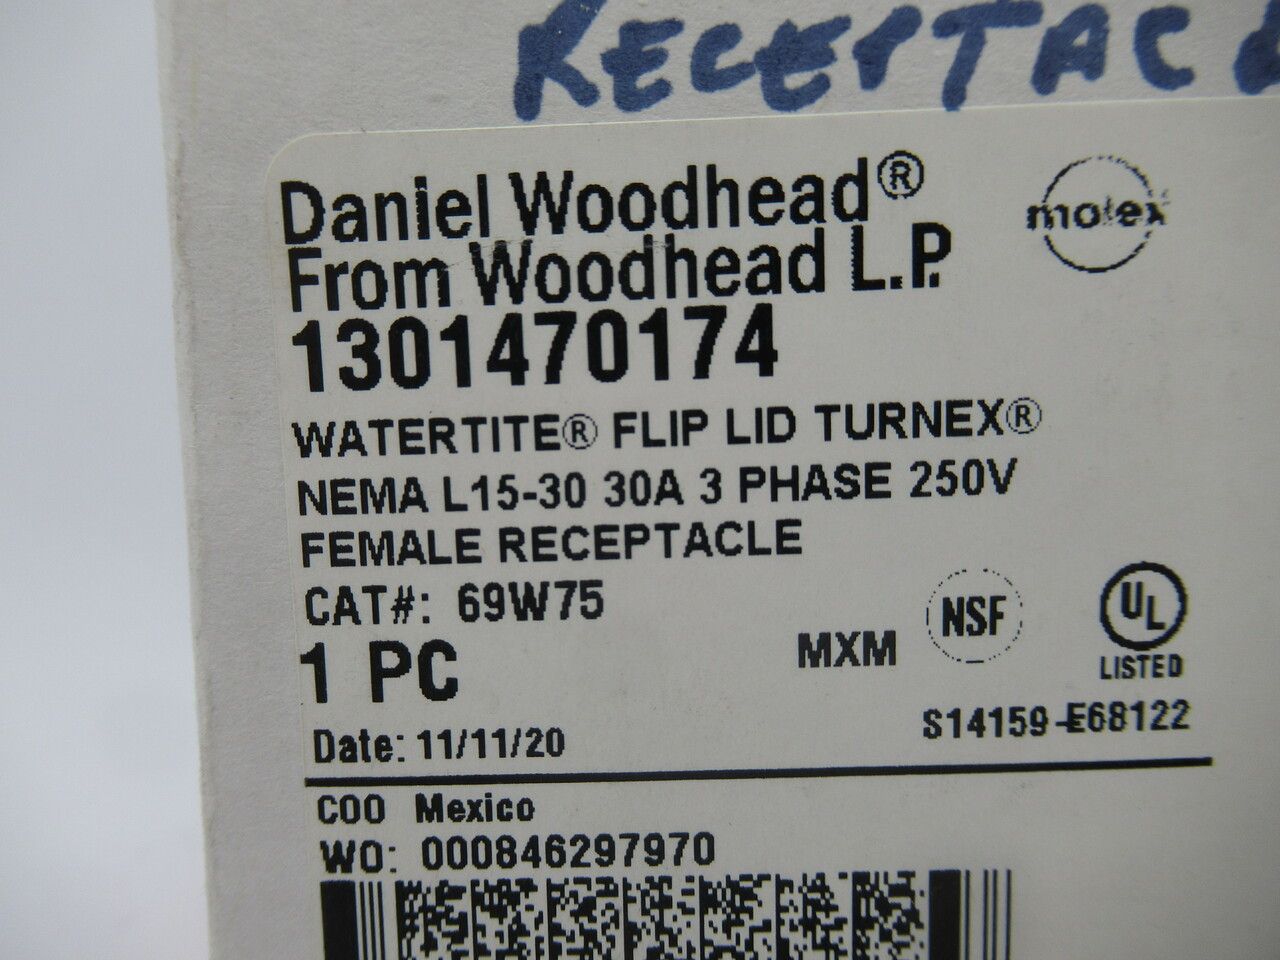 RECEPTAC
Daniel Woodhead®
From Woodhead L.P.
molex
1301470174
WATERTITE® FLIP LID TURNEX®
NEMA L15-30 30A 3 PHASE 250V
FEMALE RECEPTACLE
CAT#: 69W75
1 PC
MXM
NSF
UL
LISTED
S14159-E68122
Date: 11/11/20
COO Mexico
WO: 000846297970